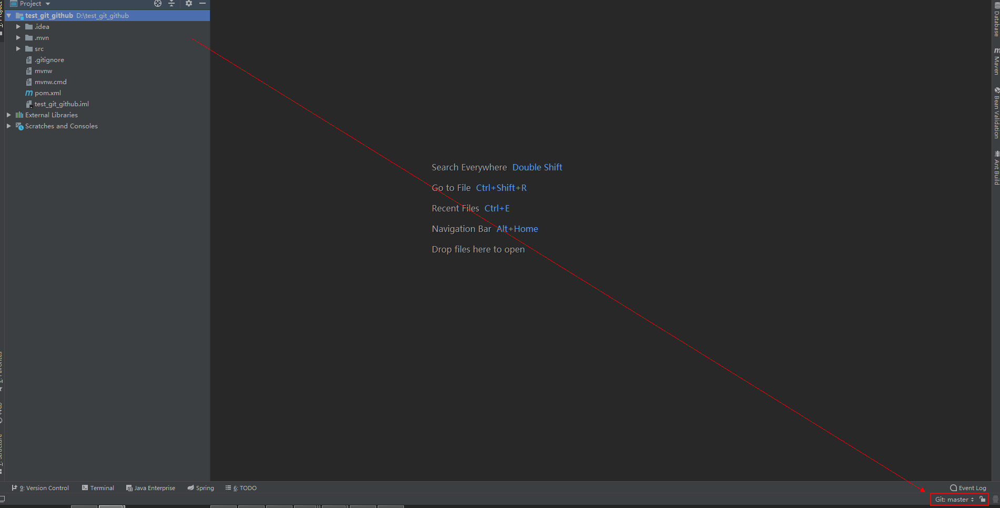 Project
test_git_github D:\test_git_github
.idea
.mvn
src
.gitignore
mvnw
mvnw.cmd
pom.xml
test_git_github.iml
External Libraries
Scratches and Consoles
Search Everywhere Double Shift
Go to File Ctrl+Shift+R
Recent Files Ctrl+E
Navigation Bar Alt+Home
Drop files here to open
Database
Maven
Bean Validation
Ant Build
9: Version Control
Terminal
Java Enterprise
Spring
6: TODO
Event Log
Git: master